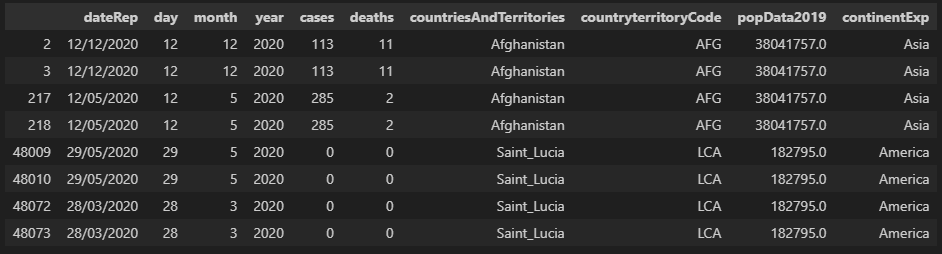 dateRep day month year cases deaths countriesAndTerritories countryterritoryCode popData2019 continentExp
2 12/12/2020 12 12 2020 113 11 Afghanistan AFG 38041757.0 Asia
3 12/12/2020 12 12 2020 113 11 Afghanistan AFG 38041757.0 Asia
217 12/05/2020 12 5 2020 285 2 Afghanistan AFG 38041757.0 Asia
218 12/05/2020 12 5 2020 285 2 Afghanistan AFG 38041757.0 Asia
48009 29/05/2020 29 5 2020 0 0 Saint_Lucia LCA 182795.0 America
48010 29/05/2020 29 5 2020 0 0 Saint_Lucia LCA 182795.0 America
48072 28/03/2020 28 3 2020 0 0 Saint_Lucia LCA 182795.0 America
48073 28/03/2020 28 3 2020 0 0 Saint_Lucia LCA 182795.0 America